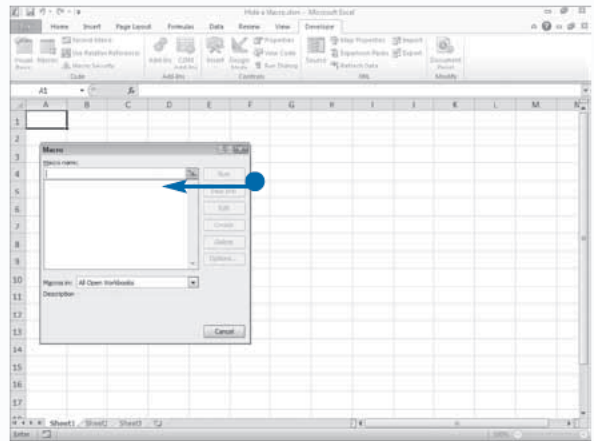 Hide a Macro.xlsm - Microsoft Excel
Home Insert Page Layout Formulas Data Review View Developer
Visual Basic
Macros
Record Macro
Use Relative References
Macro Security
Code
Add-Ins
COM Add-Ins
Add-Ins
Insert
Design Mode
Properties
View Code
Run Dialog
Controls
Source
Map Properties
Expansion Packs
Refresh Data
Import
Export
XML
Document Panel
Modify
A1 fx
A B C D E F G H I J K L M N
1
2
3
4
5
6
7
8
9
10
11
12
13
14
15
16
17
Macro
Macro name:
Run
Step Into
Edit
Create
Delete
Options...
Macros in: All Open Workbooks
Description
Cancel
Sheet1 Sheet2 Sheet3
Enter 100%